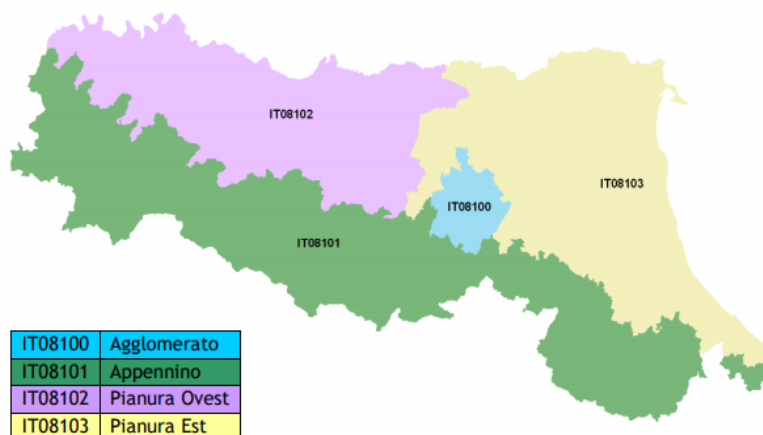 IT08102
IT08103
IT08100
IT08101
IT08100 Agglomerato
IT08101 Appennino
IT08102 Pianura Ovest
IT08103 Pianura Est